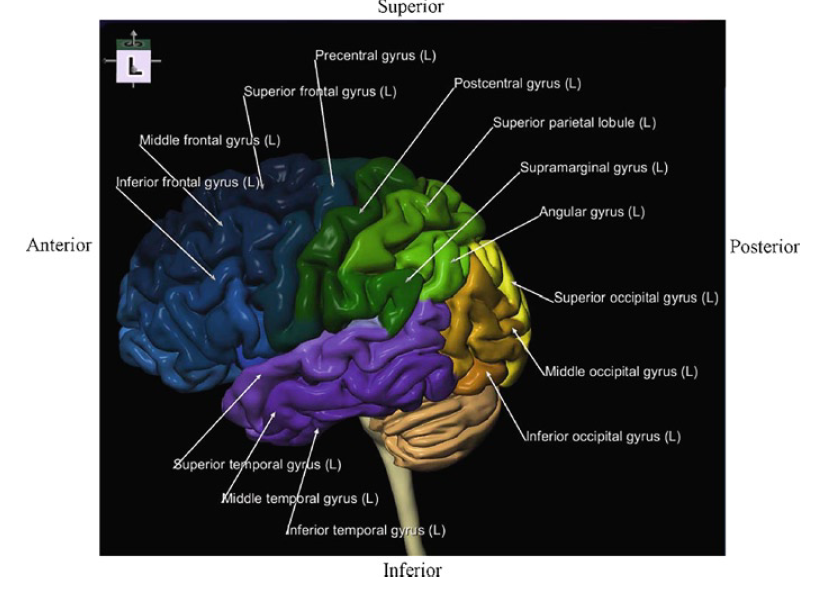 Superior
L
Precentral gyrus (L)
Postcentral gyrus (L)
Superior frontal gyrus (L)
Superior parietal lobule (L)
Middle frontal gyrus (L)
Supramarginal gyrus (L)
Inferior frontal gyrus (L)
Angular gyrus (L)
Anterior
Posterior
Superior occipital gyrus (L)
Middle occipital gyrus (L)
Inferior occipital gyrus (L)
Superior temporal gyrus (L)
Middle temporal gyrus (L)
Inferior temporal gyrus (L)
Inferior